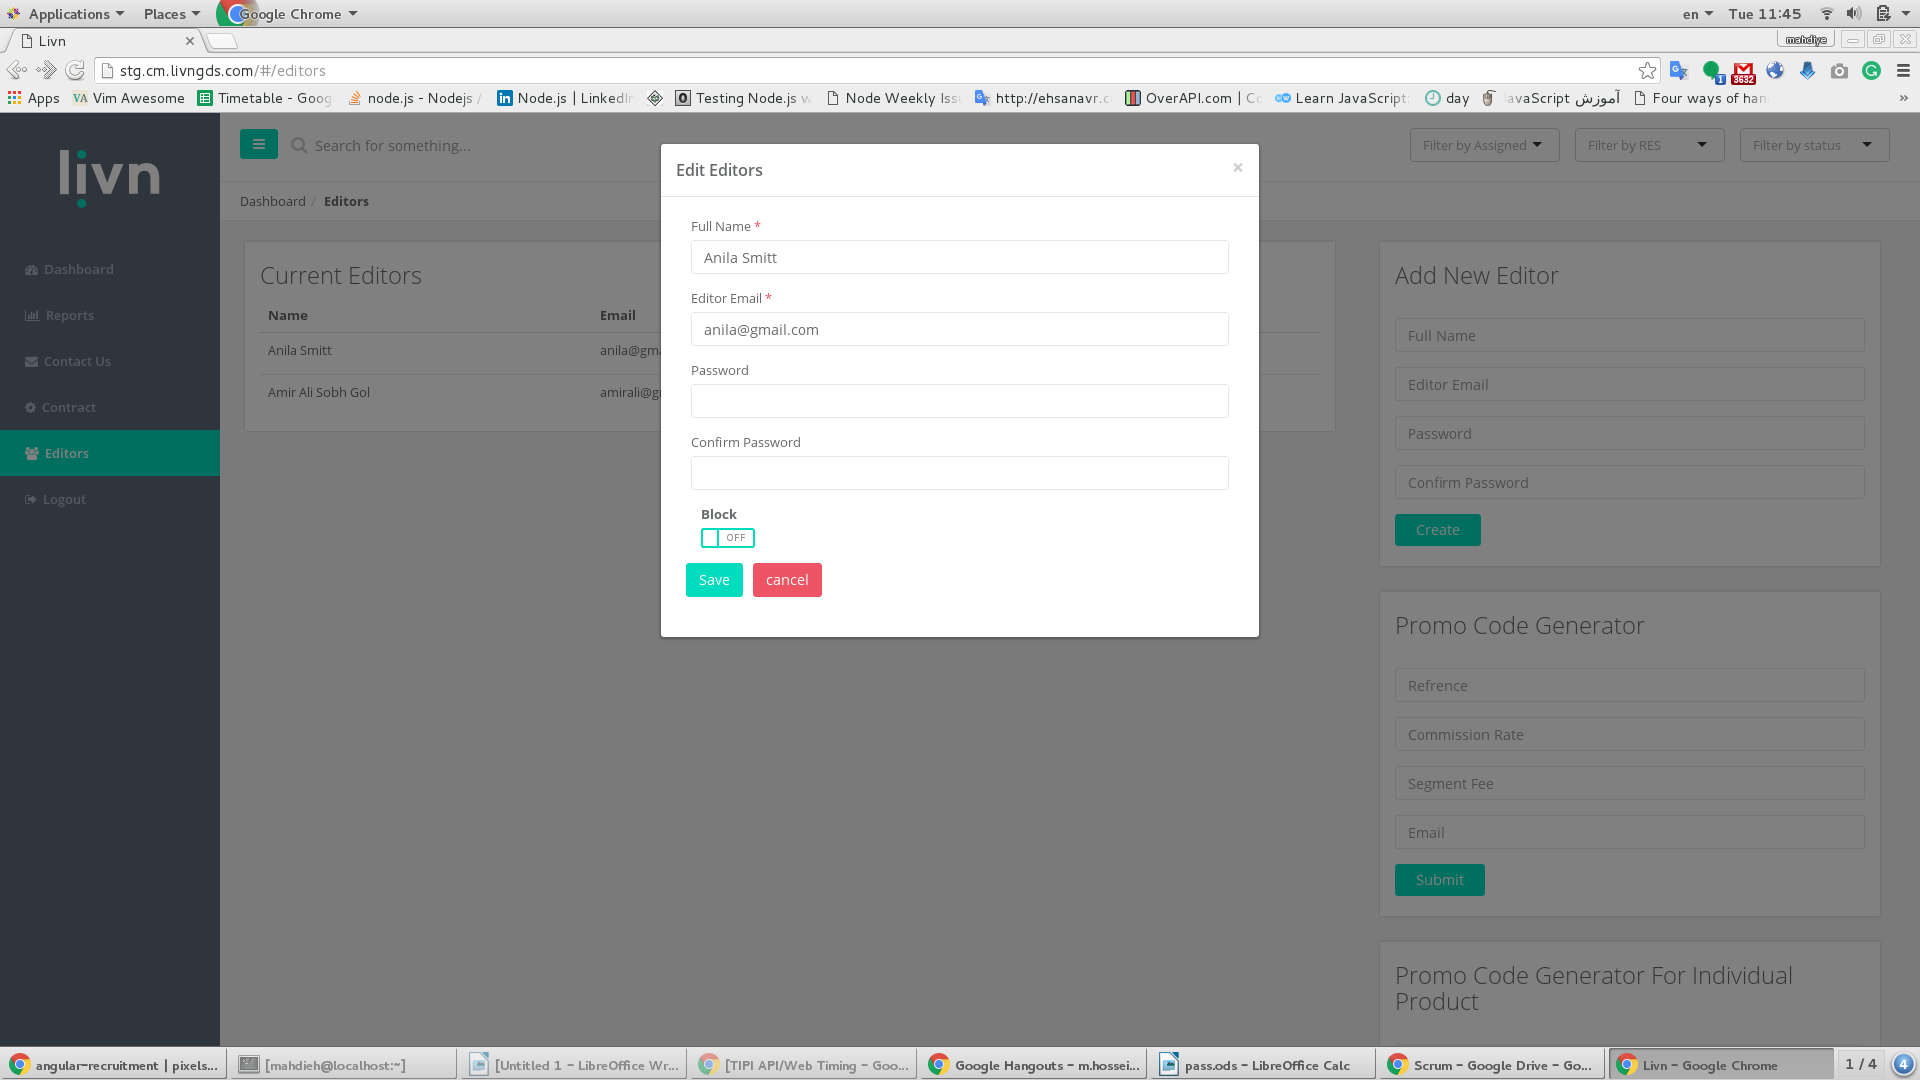 Applications
Places
Google Chrome
en
Tue 11:45
Livn
mahdiye
stg.cm.livngds.com/#/editors
1
3632
Apps
VA Vim Awesome
Timetable - Goog
node.js - Nodejs /
Node.js | LinkedIn
Testing Node.js w
Node Weekly Iss
http://ehsanavr.c
OverAPI.com | C
Learn JavaScript:
day
آموزش JavaScript
Four ways of han
»
livn
Search for something...
Filter by Assigned
Filter by RES
Filter by status
Dashboard / Editors
Dashboard
Reports
Contact Us
Contract
Editors
Logout
Current Editors
Name
Email
Anila Smitt
anila@gma
Amir Ali Sobh Gol
amirali@g
Edit Editors
×
Full Name *
Anila Smitt
Editor Email *
anila@gmail.com
Password
Confirm Password
Block
OFF
Save
cancel
Add New Editor
Full Name
Editor Email
Password
Confirm Password
Create
Promo Code Generator
Refrence
Commission Rate
Segment Fee
Email
Submit
Promo Code Generator For Individual
Product
angular-recruitment | pixels...
[mahdieh@localhost:~]
[Untitled 1 - LibreOffice Wr...
[TIPI API/Web Timing - Goo...
Google Hangouts - m.hossei...
pass.ods - LibreOffice Calc
Scrum - Google Drive - Go...
Livn - Google Chrome
1 / 4
4